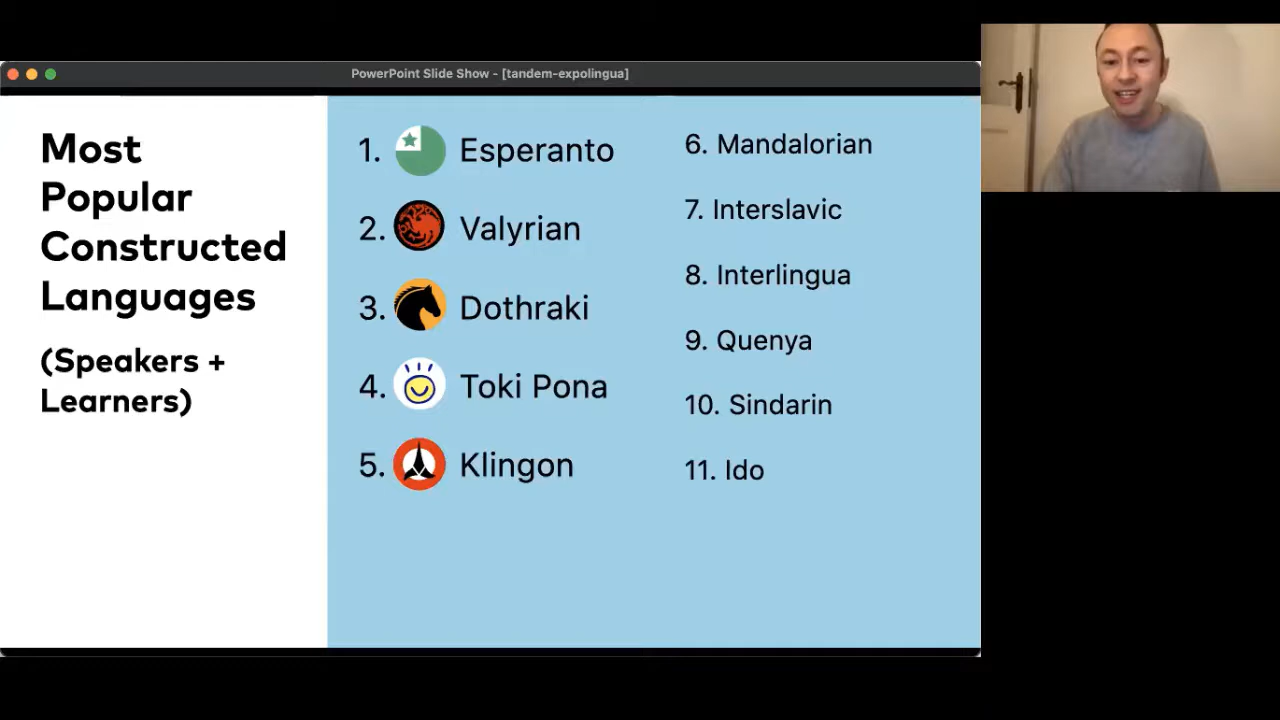 PowerPoint Slide Show - [tandem-expolingua]
Most
Popular
Constructed
Languages
(Speakers +
Learners)
1. Esperanto
2. Valyrian
3. Dothraki
4. Toki Pona
5. Klingon
6. Mandalorian
7. Interslavic
8. Interlingua
9. Quenya
10. Sindarin
11. Ido